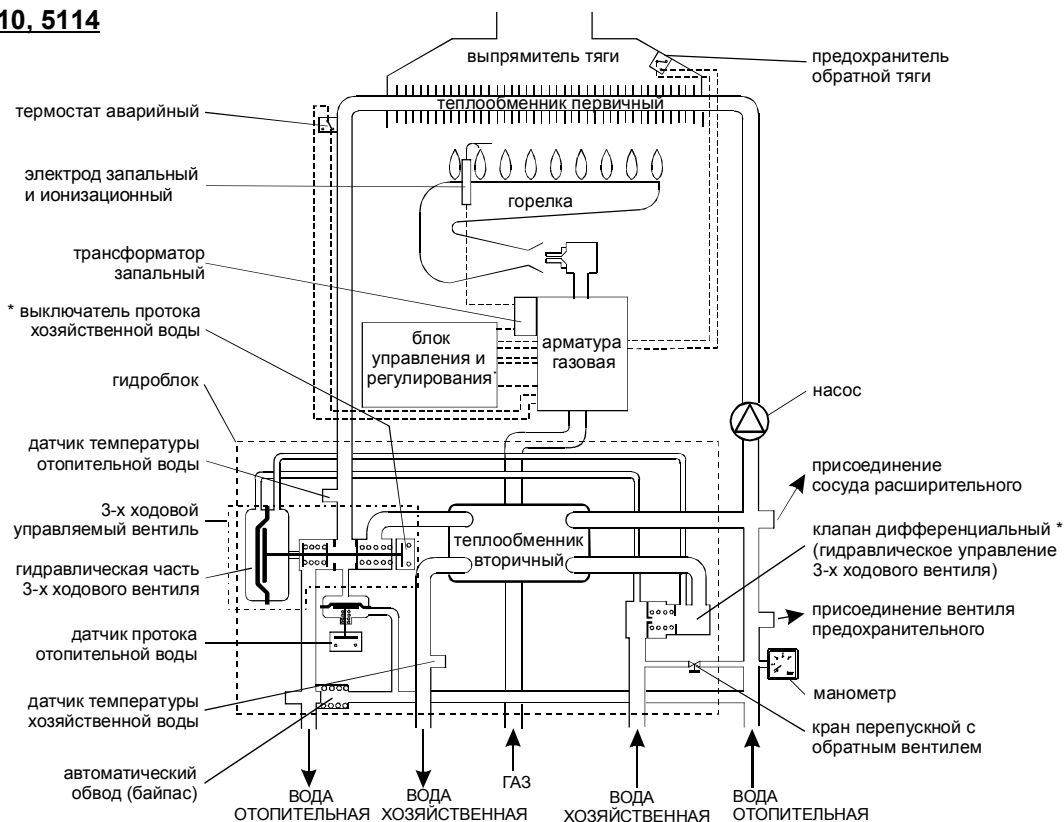 10, 5114
выпрямитель тяги
предохранитель
обратной тяги
теплообменник первичный
термостат аварийный
электрод запальный
и ионизационный
горелка
трансформатор
запальный
* выключатель протока
хозяйственной воды
блок
управления и
регулирования*
арматура
газовая
гидроблок
насос
датчик температуры
отопительной воды
присоединение
сосуда расширительного
3-х ходовой
управляемый вентиль
теплообменник
вторичный
клапан дифференциальный *
(гидравлическое управление
3-х ходового вентиля)
гидравлическая часть
3-х ходового вентиля
присоединение вентиля
предохранительного
датчик протока
отопительной воды
манометр
датчик температуры
хозяйственной воды
кран перепускной с
обратным вентилем
автоматический
обвод (байпас)
ВОДА
ОТОПИТЕЛЬНАЯ
ВОДА
ХОЗЯЙСТВЕННАЯ
ГАЗ
ВОДА
ХОЗЯЙСТВЕННАЯ
ВОДА
ОТОПИТЕЛЬНАЯ